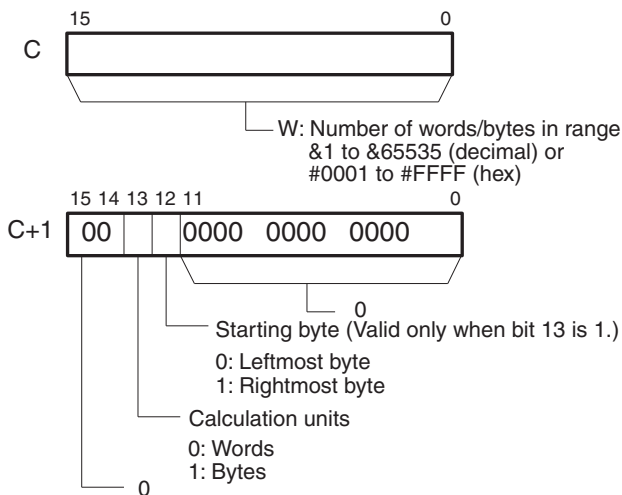 15 0
C
W: Number of words/bytes in range
&1 to &65535 (decimal) or
#0001 to #FFFF (hex)
15 14 13 12 11 0
C+1 00 0000 0000 0000
0
Starting byte (Valid only when bit 13 is 1.)
0: Leftmost byte
1: Rightmost byte
Calculation units
0: Words
1: Bytes
0